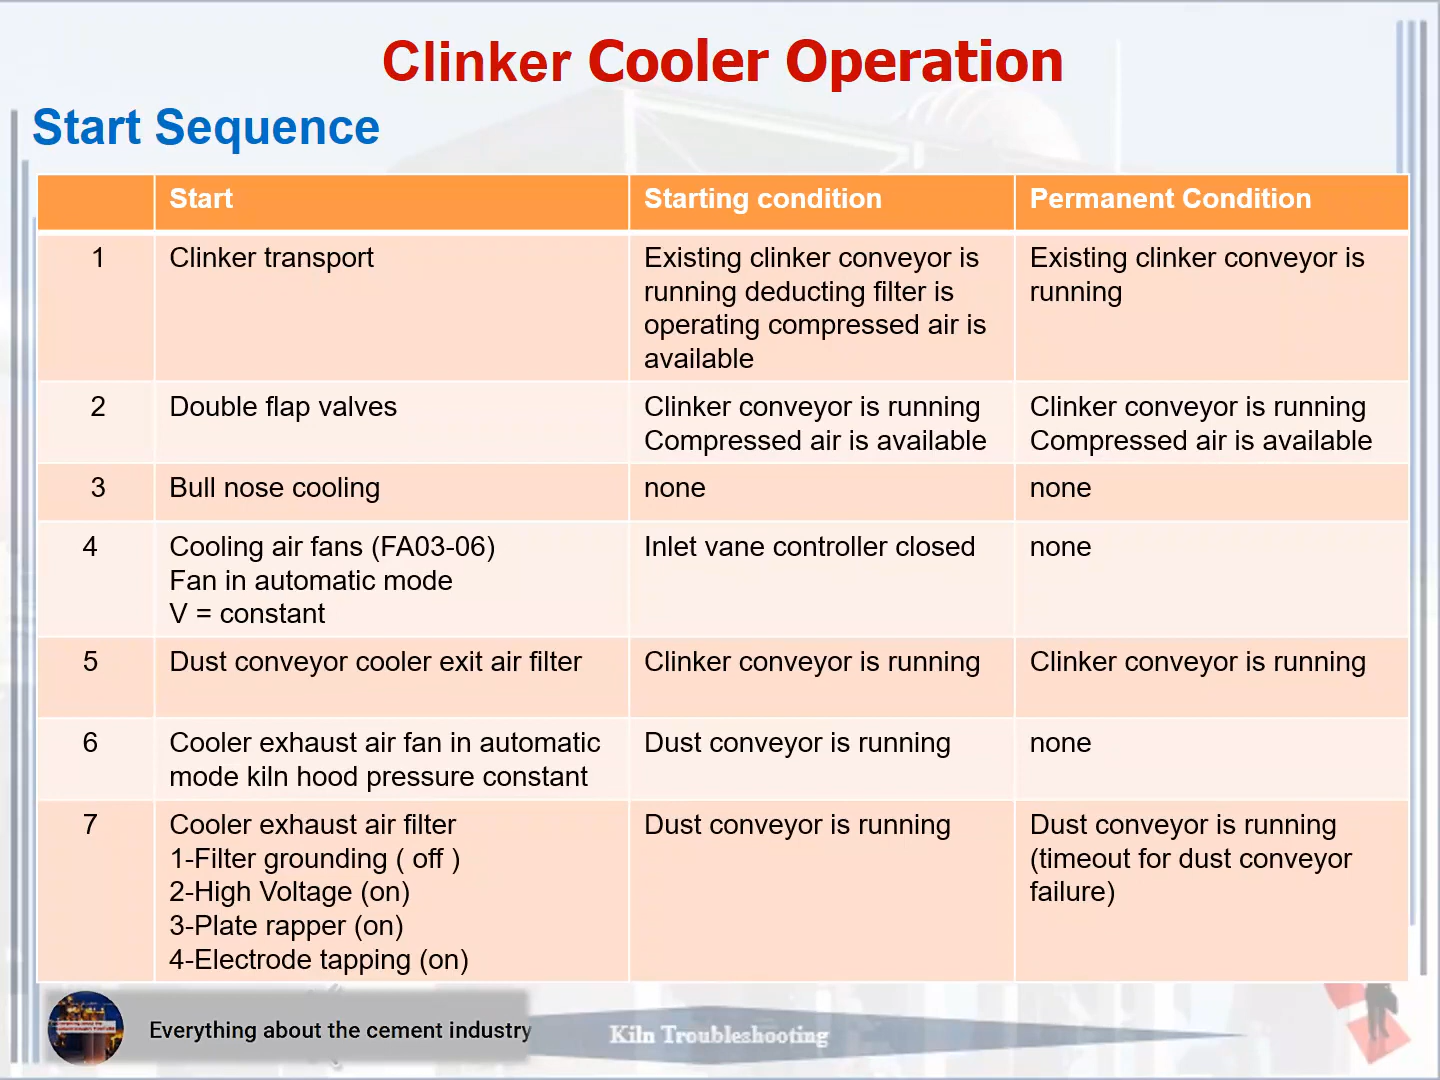 Clinker Cooler Operation
Start Sequence
Start
Starting condition
Permanent Condition
1
Clinker transport
Existing clinker conveyor is
running deducting filter is
operating compressed air is
available
Existing clinker conveyor is
running
2
Double flap valves
Clinker conveyor is running
Compressed air is available
Clinker conveyor is running
Compressed air is available
3
Bull nose cooling
none
none
4
Cooling air fans (FA03-06)
Fan in automatic mode
V = constant
Inlet vane controller closed
none
5
Dust conveyor cooler exit air filter
Clinker conveyor is running
Clinker conveyor is running
6
Cooler exhaust air fan in automatic
mode kiln hood pressure constant
Dust conveyor is running
none
7
Cooler exhaust air filter
1-Filter grounding ( off )
2-High Voltage (on)
3-Plate rapper (on)
4-Electrode tapping (on)
Dust conveyor is running
Dust conveyor is running
(timeout for dust conveyor
failure)
Everything about the cement industry
Kiln Troubleshooting